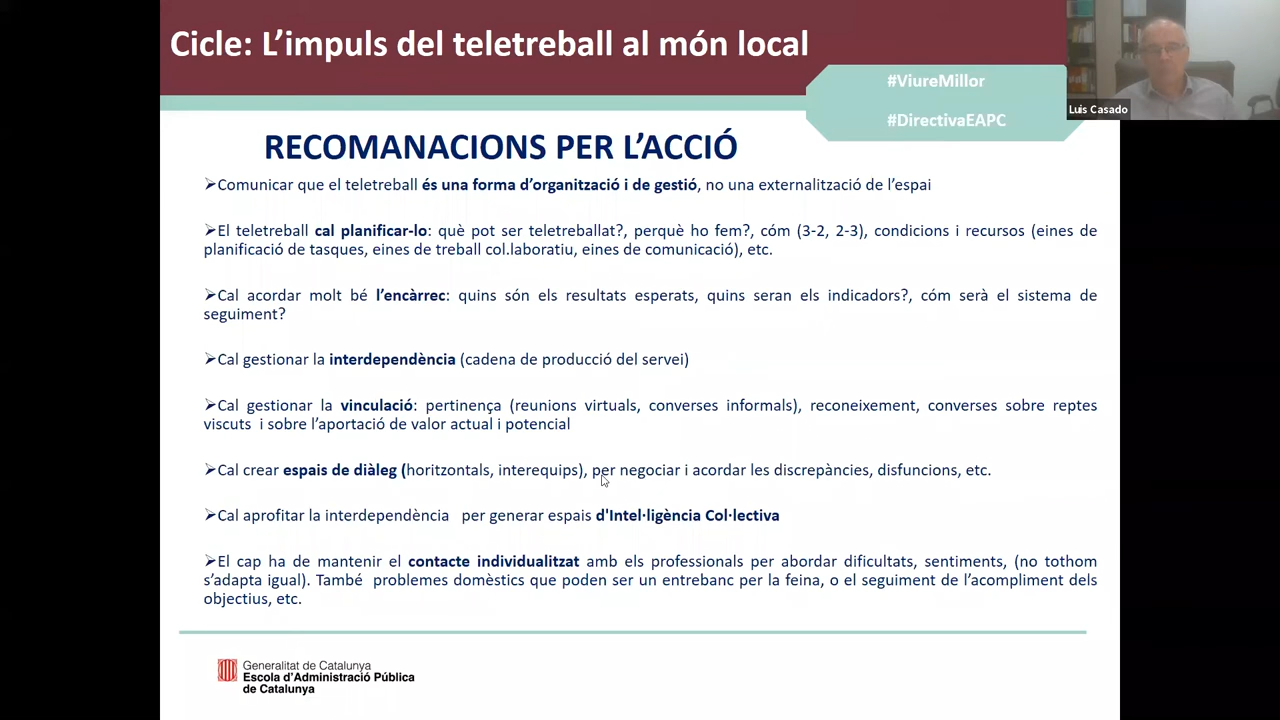 Cicle: L'impuls del teletreball al món local
#ViureMillor
#DirectivaEAPC
Luis Casado
RECOMANACIONS PER L'ACCIÓ
➢Comunicar que el teletreball és una forma d'organització i de gestió, no una externalització de l'espai
➢El teletreball cal planificar-lo: què pot ser teletreballat?, perquè ho fem?, cóm (3-2, 2-3), condicions i recursos (eines de
planificació de tasques, eines de treball col.laboratiu, eines de comunicació), etc.
➢Cal acordar molt bé l'encàrrec: quins són els resultats esperats, quins seran els indicadors?, cóm serà el sistema de
seguiment?
➢Cal gestionar la interdependència (cadena de producció del servei)
➢Cal gestionar la vinculació: pertinença (reunions virtuals, converses informals), reconeixement, converses sobre reptes
viscuts i sobre l'aportació de valor actual i potencial
➢Cal crear espais de diàleg (horitzontals, interequips), per negociar i acordar les discrepàncies, disfuncions, etc.
➢Cal aprofitar la interdependència per generar espais d'Intel·ligència Col·lectiva
➢El cap ha de mantenir el contacte individualitzat amb els professionals per abordar dificultats, sentiments, (no tothom
s'adapta igual). També problemes domèstics que poden ser un entrebanc per la feina, o el seguiment de l'acompliment dels
objectius, etc.
Generalitat de Catalunya
Escola d'Administració Pública
de Catalunya